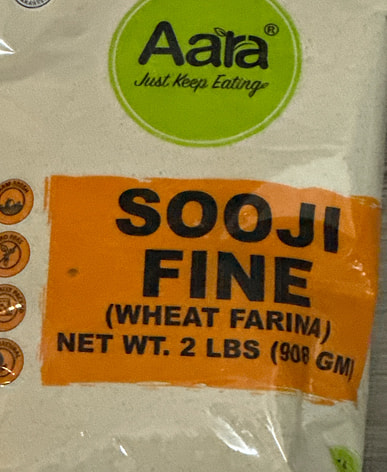 Aara®
Just Keep Eating
SOOJI
FINE
(WHEAT FARINA)
NET WT. 2 LBS (908 GM)